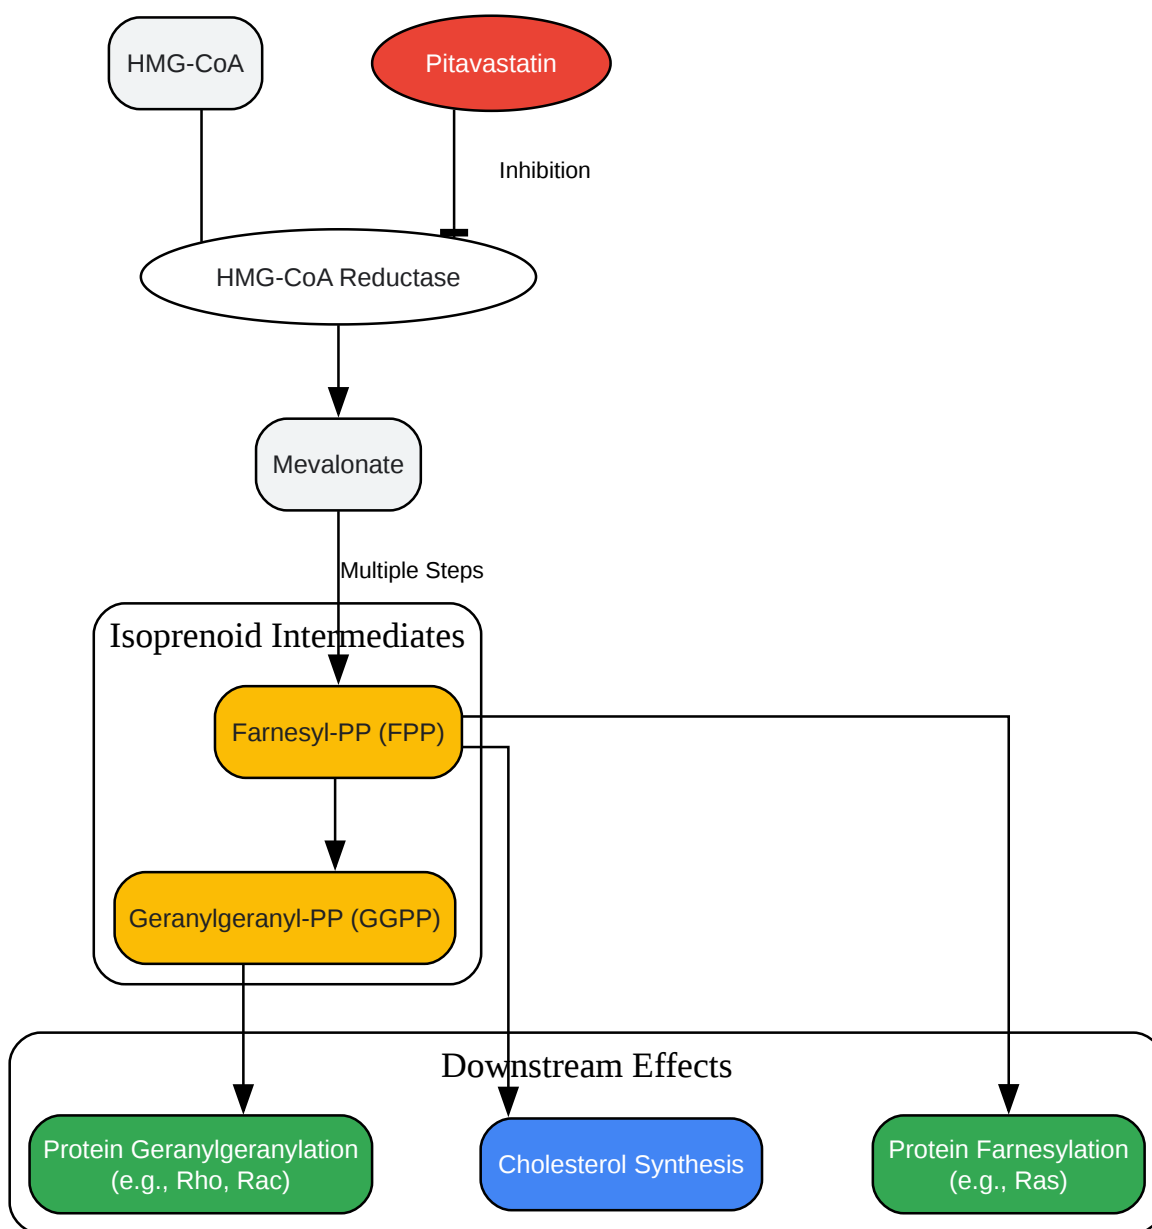 HMG-CoA
Pitavastatin
Inhibition
HMG-CoA Reductase
Mevalonate
Multiple Steps
Isoprenoid Intermediates
Farnesyl-PP (FPP)
Geranylgeranyl-PP (GGPP)
Downstream Effects
Protein Geranylgeranylation
(e.g., Rho, Rac)
Cholesterol Synthesis
Protein Farnesylation
(e.g., Ras)